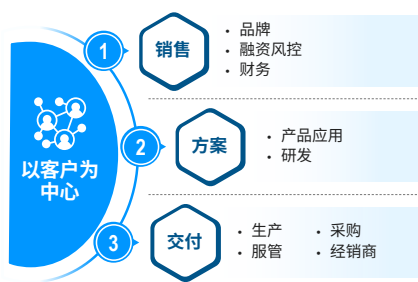 以客户为
中心
1
销售
• 品牌
• 融资风控
• 财务
2
方案
• 产品应用
• 研发
3
交付
• 生产 • 采购
• 服管 • 经销商